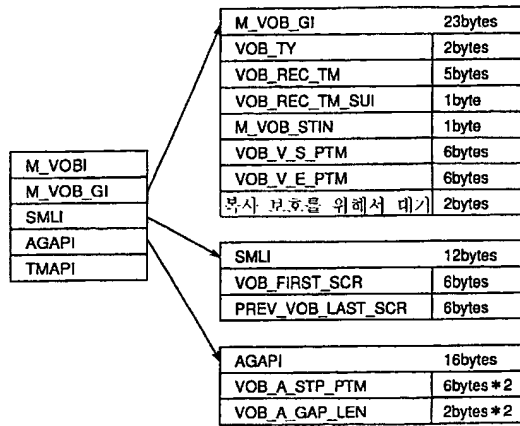 M_VOBI
M_VOB_GI
SMLI
AGAPI
TMAPI
M_VOB_GI 23bytes
VOB_TY 2bytes
VOB_REC_TM 5bytes
VOB_REC_TM_SUI 1byte
M_VOB_STIN 1byte
VOB_V_S_PTM 6bytes
VOB_V_E_PTM 6bytes
복사 보호를 위해서 대기 2bytes
SMLI 12bytes
VOB_FIRST_SCR 6bytes
PREV_VOB_LAST_SCR 6bytes
AGAPI 16bytes
VOB_A_STP_PTM 6bytes*2
VOB_A_GAP_LEN 2bytes*2